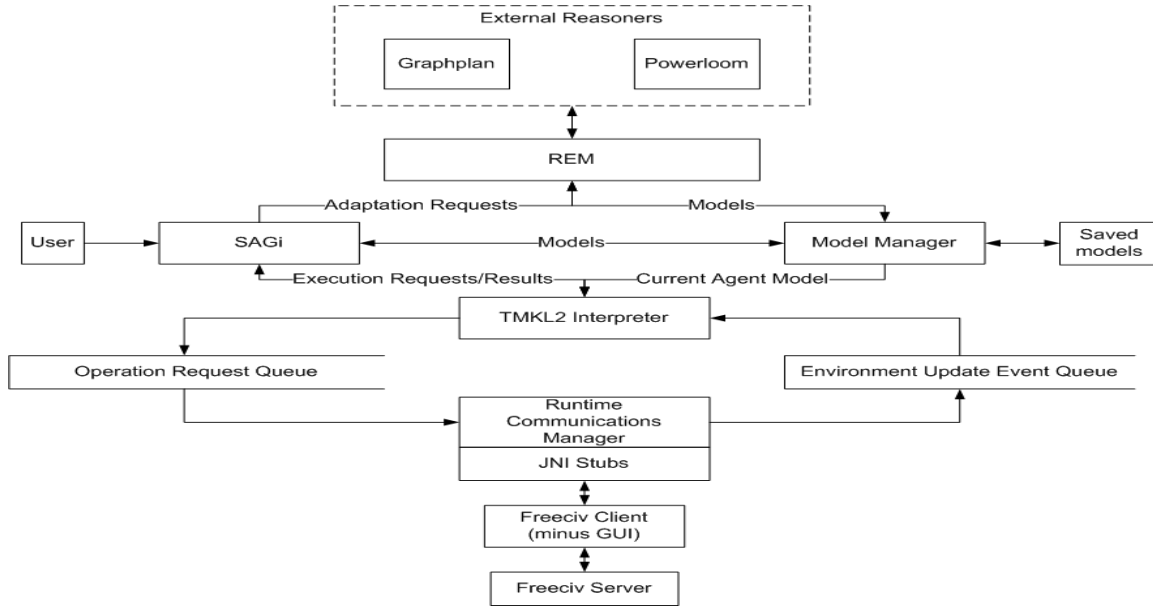 External Reasoners
Graphplan
Powerloom
REM
Adaptation Requests
Models
User
SAGi
Models
Model Manager
Saved
models
Execution Requests/Results
Current Agent Model
TMKL2 Interpreter
Operation Request Queue
Environment Update Event Queue
Runtime
Communications
Manager
JNI Stubs
Freeciv Client
(minus GUI)
Freeciv Server